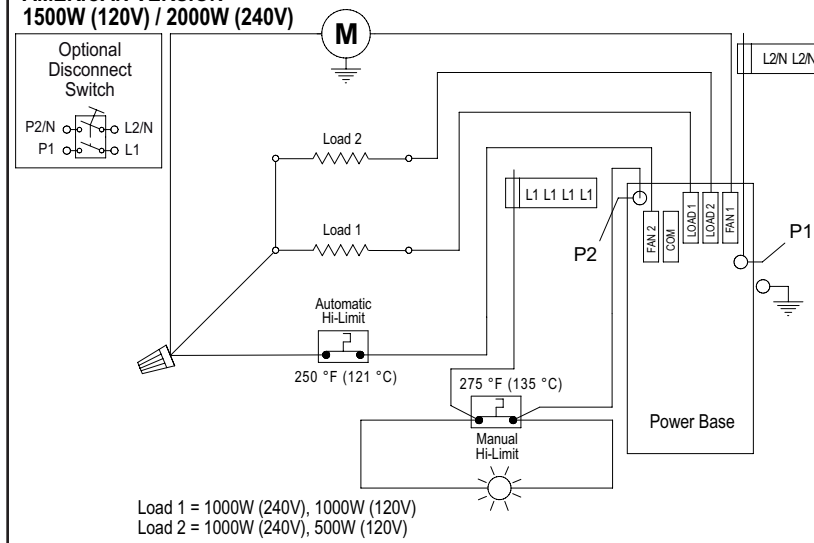 1500W (120V) / 2000W (240V)
Optional
Disconnect
Switch
P2/N L2/N
P1 L1
M
L2/N L2/N
Load 2
L1 L1 L1 L1
Load 1
P2
FAN 2
COM
LOAD 1
LOAD 2
FAN 1
P1
Automatic
Hi-Limit
250 °F (121 °C)
275 °F (135 °C)
Manual
Hi-Limit
Power Base
Load 1 = 1000W (240V), 1000W (120V)
Load 2 = 1000W (240V), 500W (120V)